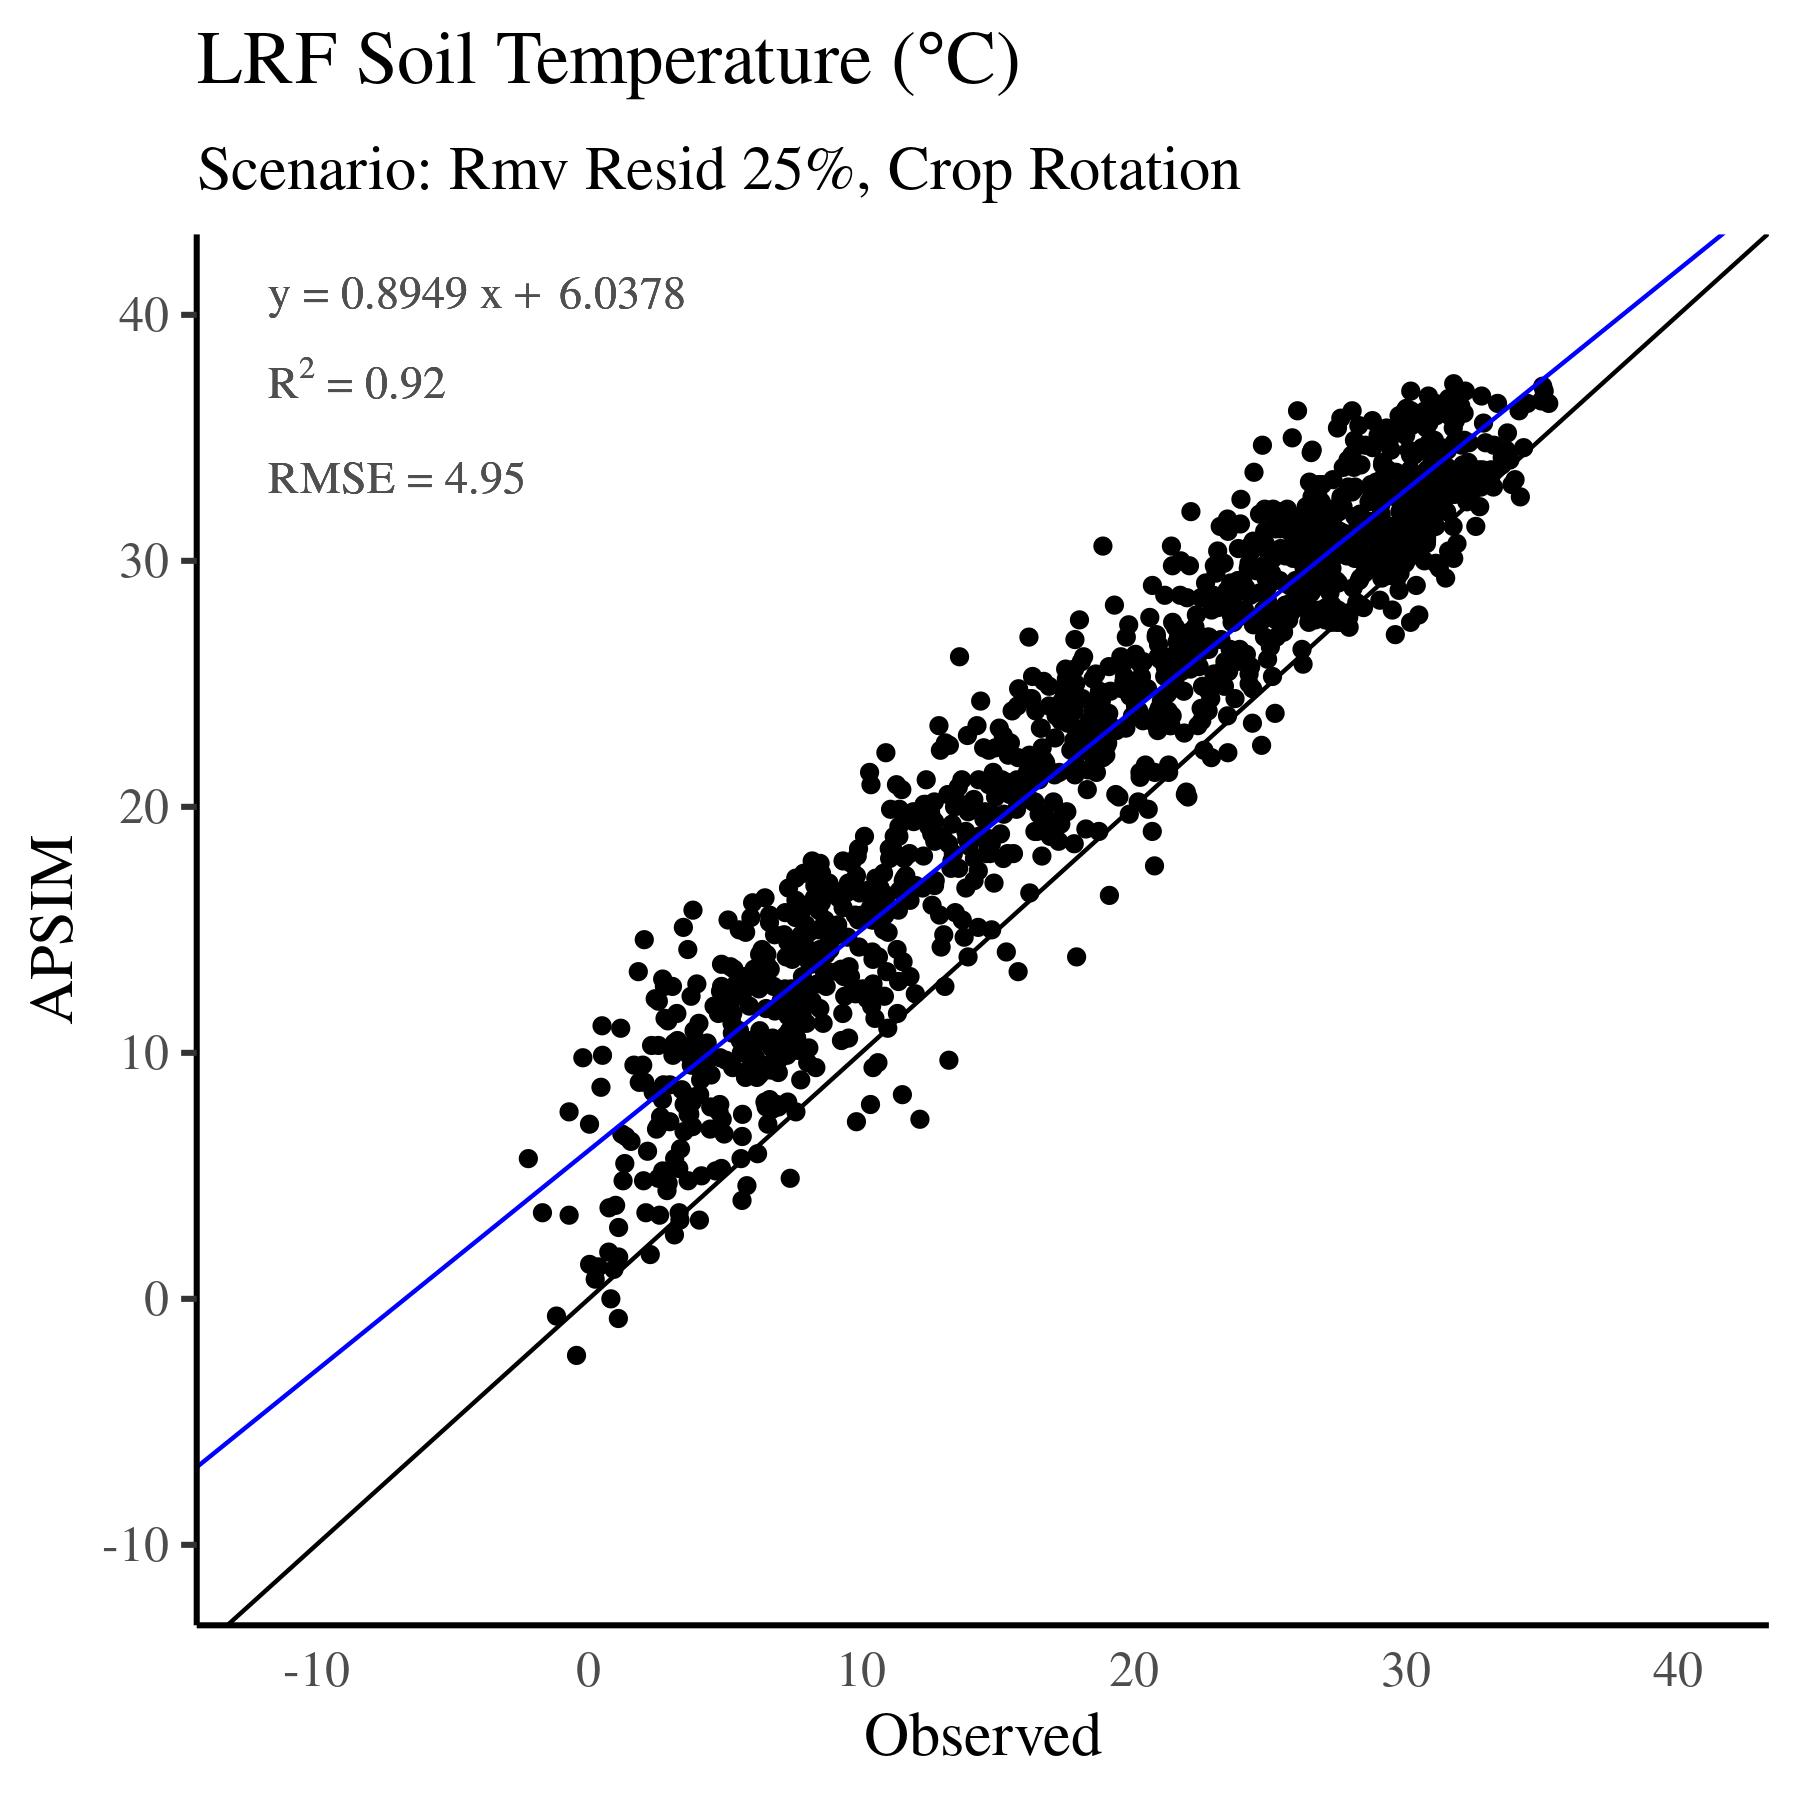 LRF Soil Temperature (°C)
Scenario: Rmv Resid 25%, Crop Rotation
y = 0.8949 x + 6.0378
R² = 0.92
RMSE = 4.95
40
30
20
10
0
-10
APSIM
-10 0 10 20 30 40
Observed